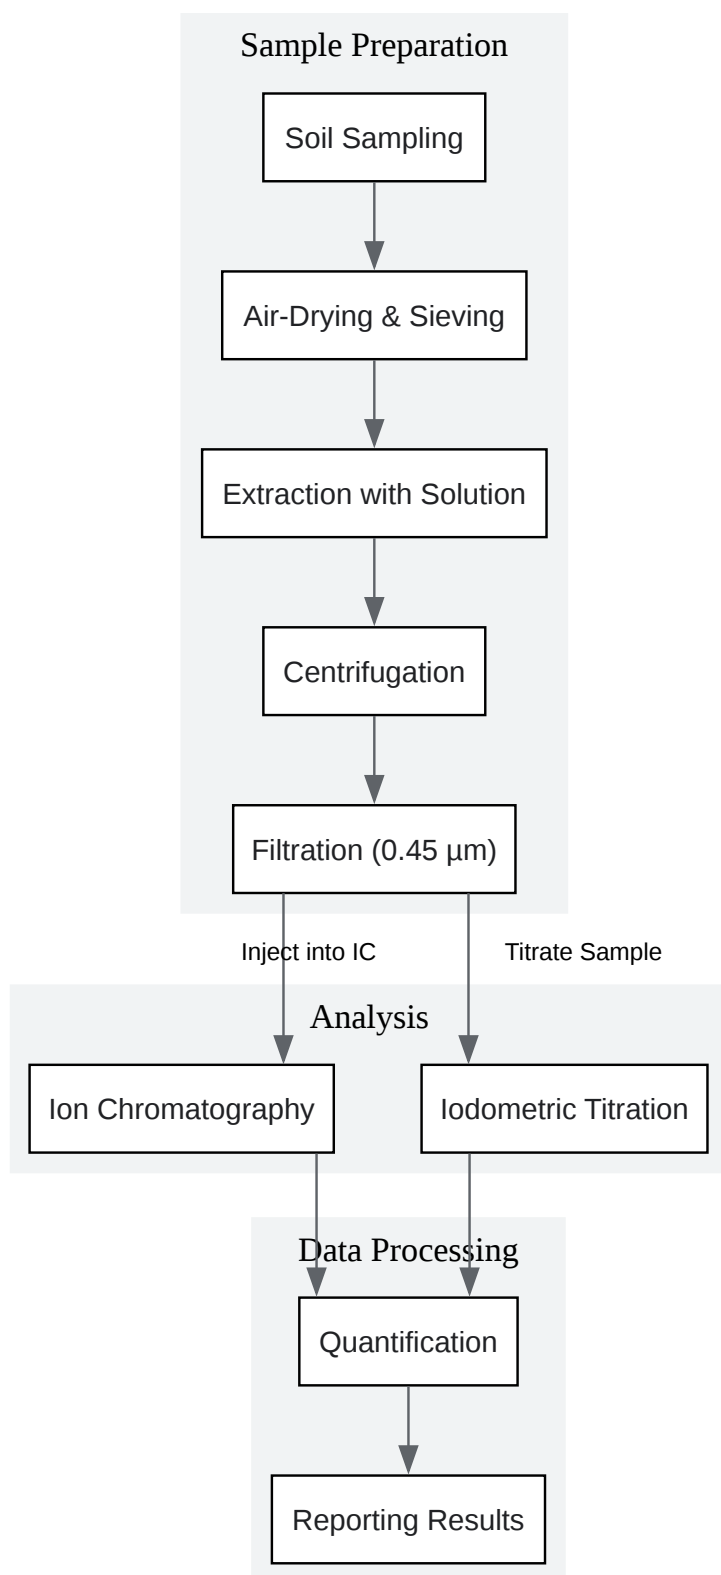 Sample Preparation
Soil Sampling
Air-Drying & Sieving
Extraction with Solution
Centrifugation
Filtration (0.45 µm)
Inject into IC
Titrate Sample
Analysis
Ion Chromatography
Iodometric Titration
Data Processing
Quantification
Reporting Results